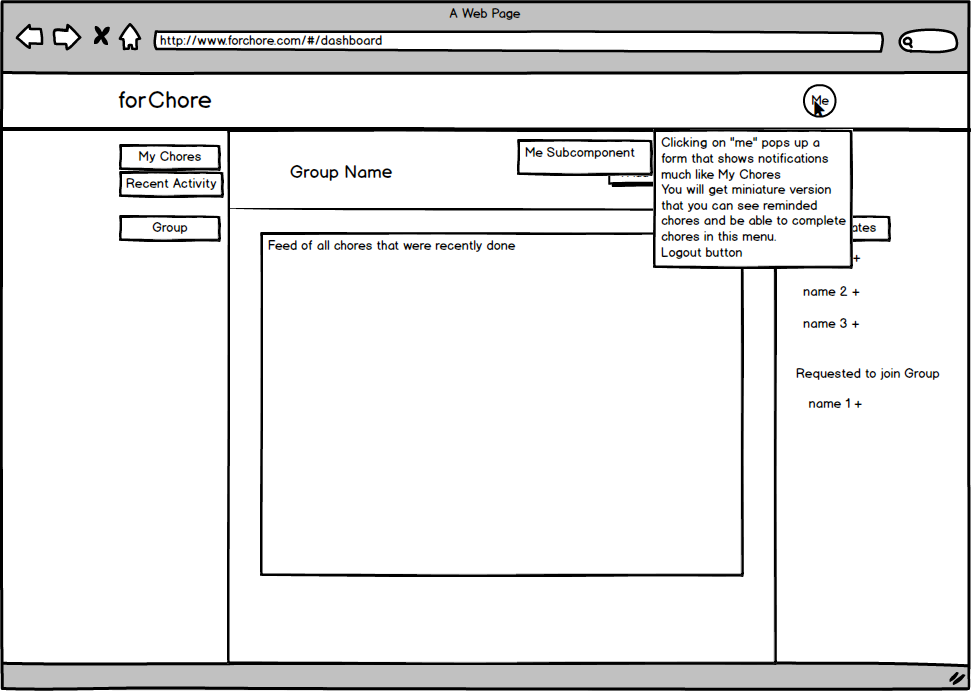 A Web Page
http://www.forchore.com/#/dashboard
forChore
Me
My Chores
Recent Activity
Group
Group Name
Me Subcomponent
Clicking on "me" pops up a
form that shows notifications
much like My Chores
You will get miniature version
that you can see reminded
chores and be able to complete
chores in this menu.
Logout button
Feed of all chores that were recently done
+
name 2 +
name 3 +
Requested to join Group
name 1 +